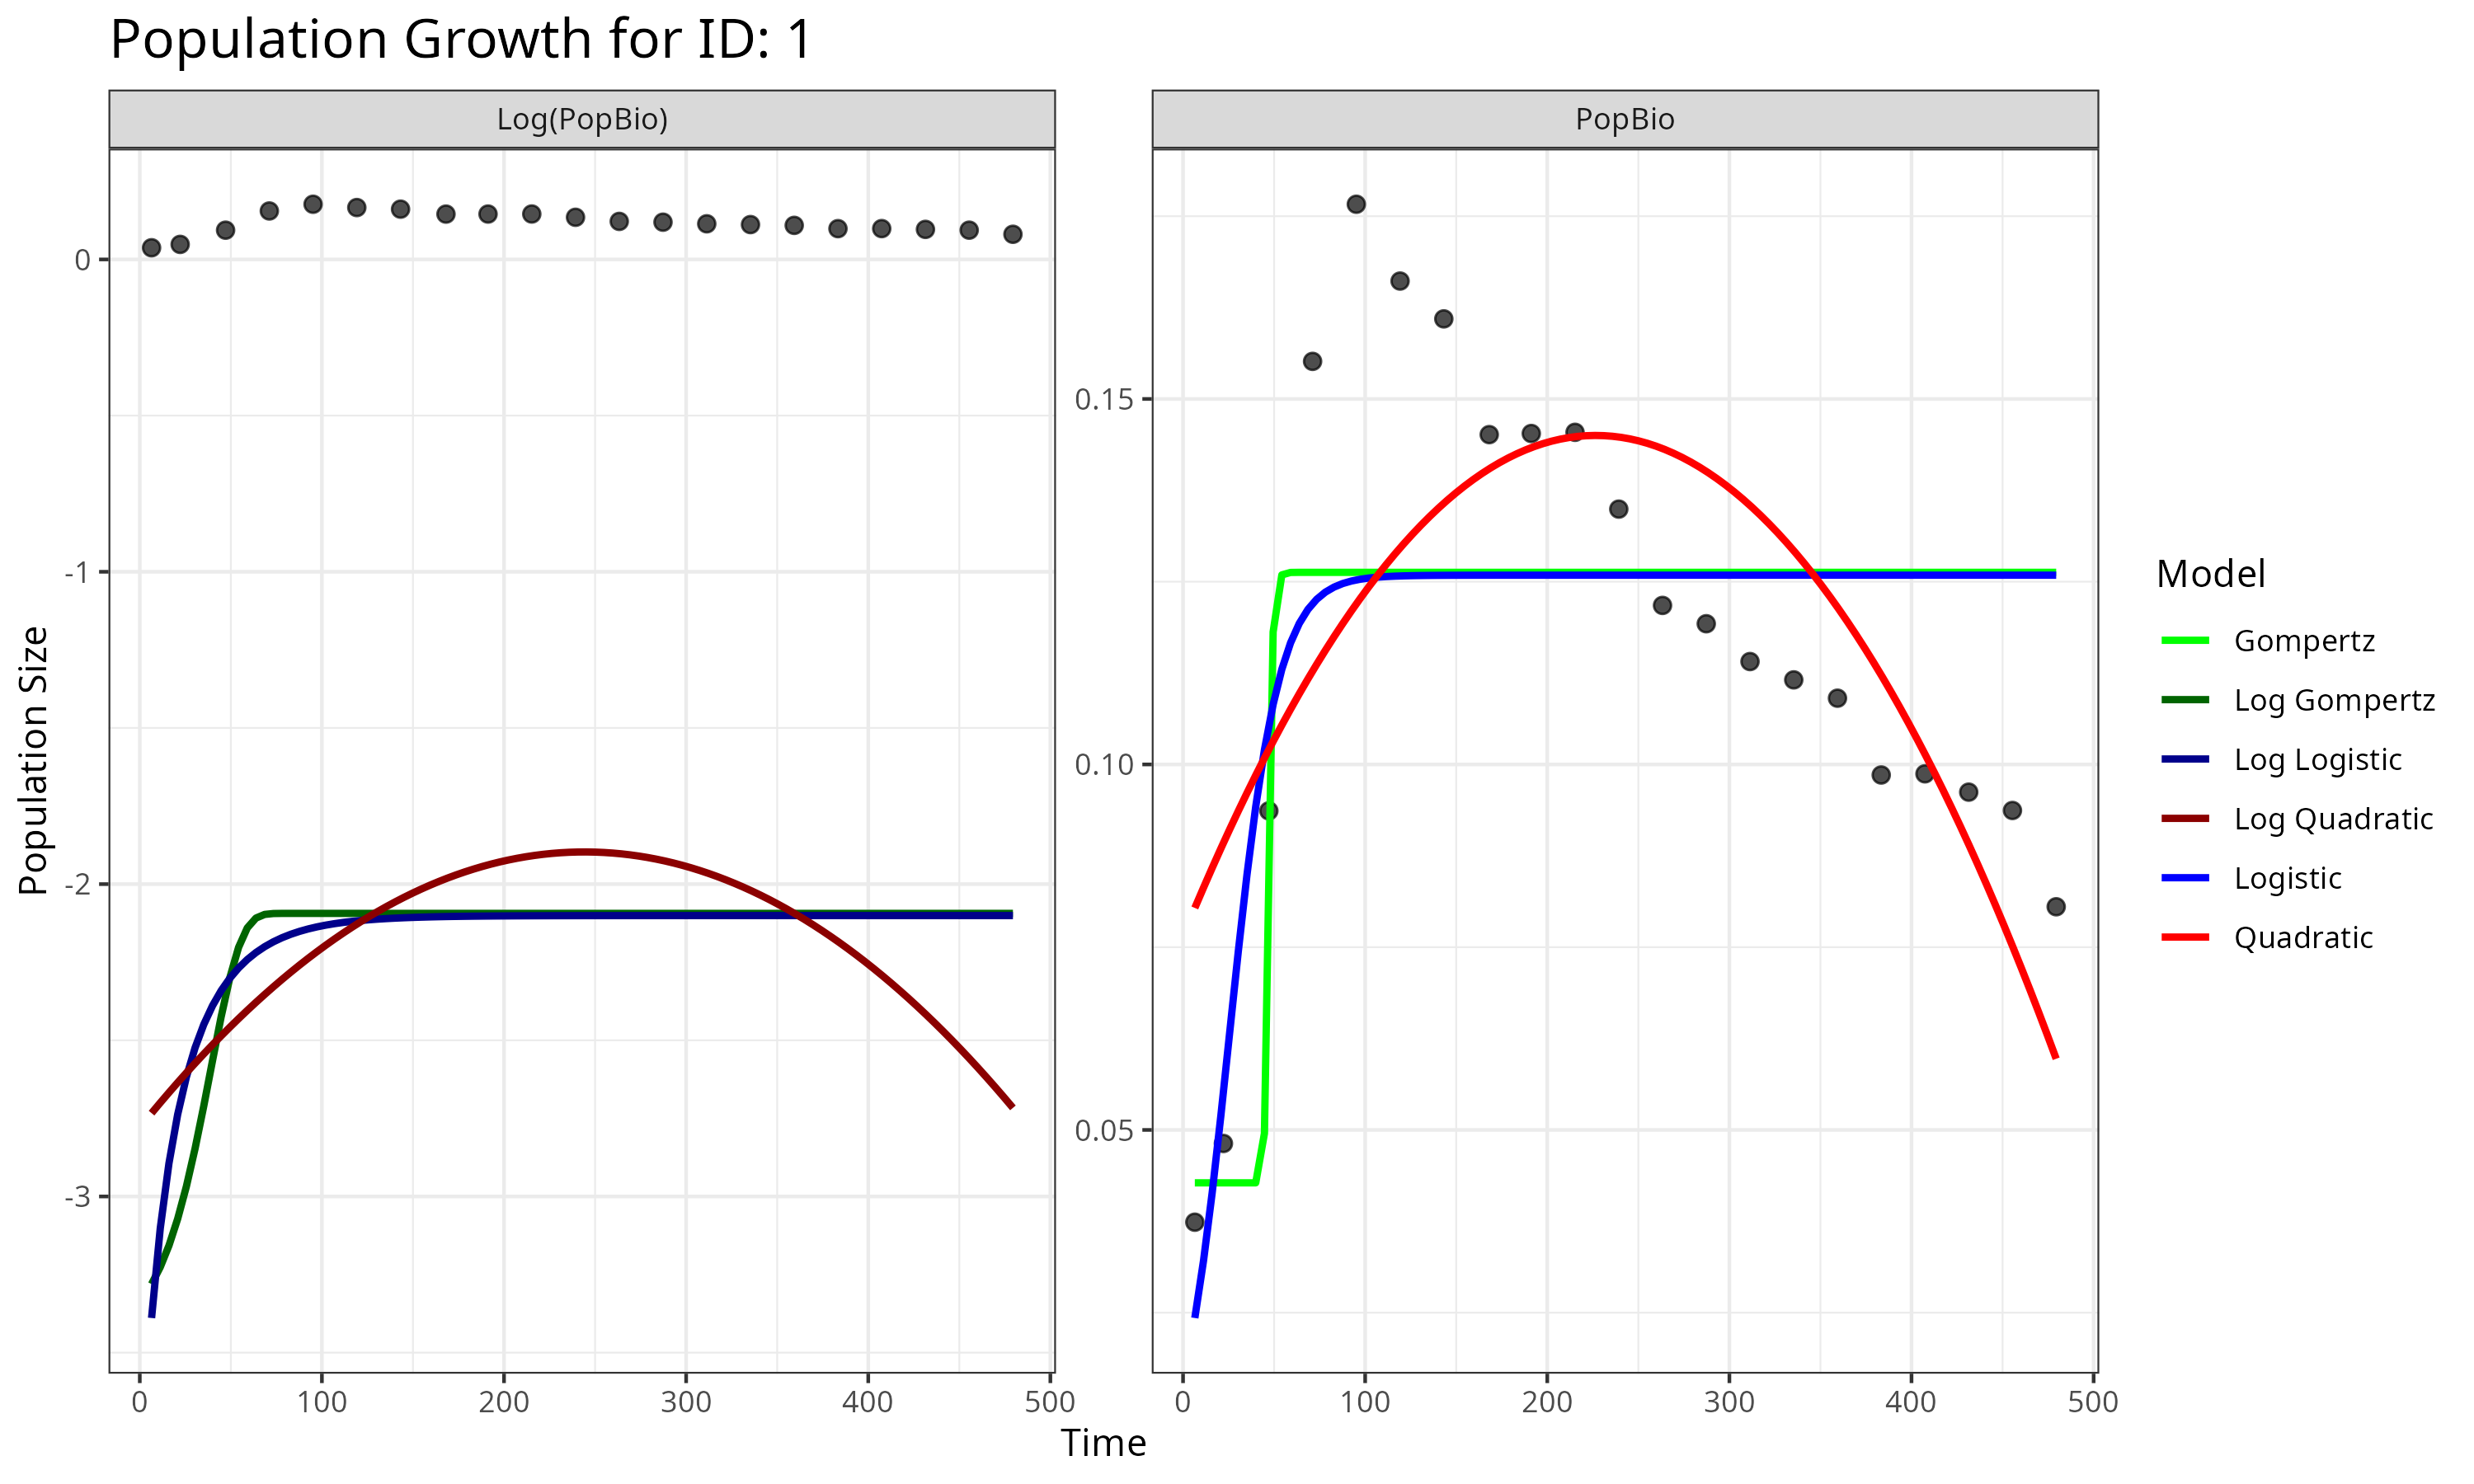 Population Growth for ID: 1
Log(PopBio)
PopBio
Population Size
0
-1
-2
-3
0.15
0.10
0.05
0 100 200 300 400 500
0 100 200 300 400 500
Time
Model
Gompertz
Log Gompertz
Log Logistic
Log Quadratic
Logistic
Quadratic